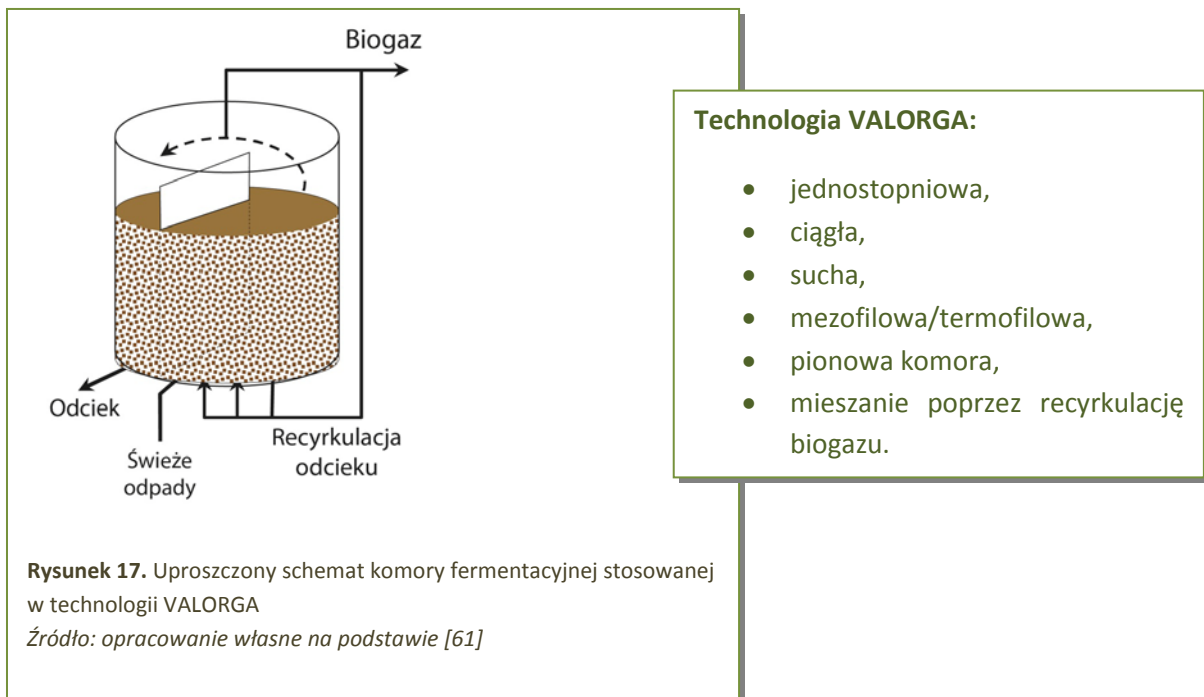 Biogaz
Odciek
Świeże
odpady
Recyrkulacja
odcieku
Rysunek 17. Uproszczony schemat komory fermentacyjnej stosowanej
w technologii VALORGA
Źródło: opracowanie własne na podstawie [61]
Technologia VALORGA:
• jednostopniowa,
• ciągła,
• sucha,
• mezofilowa/termofilowa,
• pionowa komora,
• mieszanie poprzez recyrkulację
biogazu.